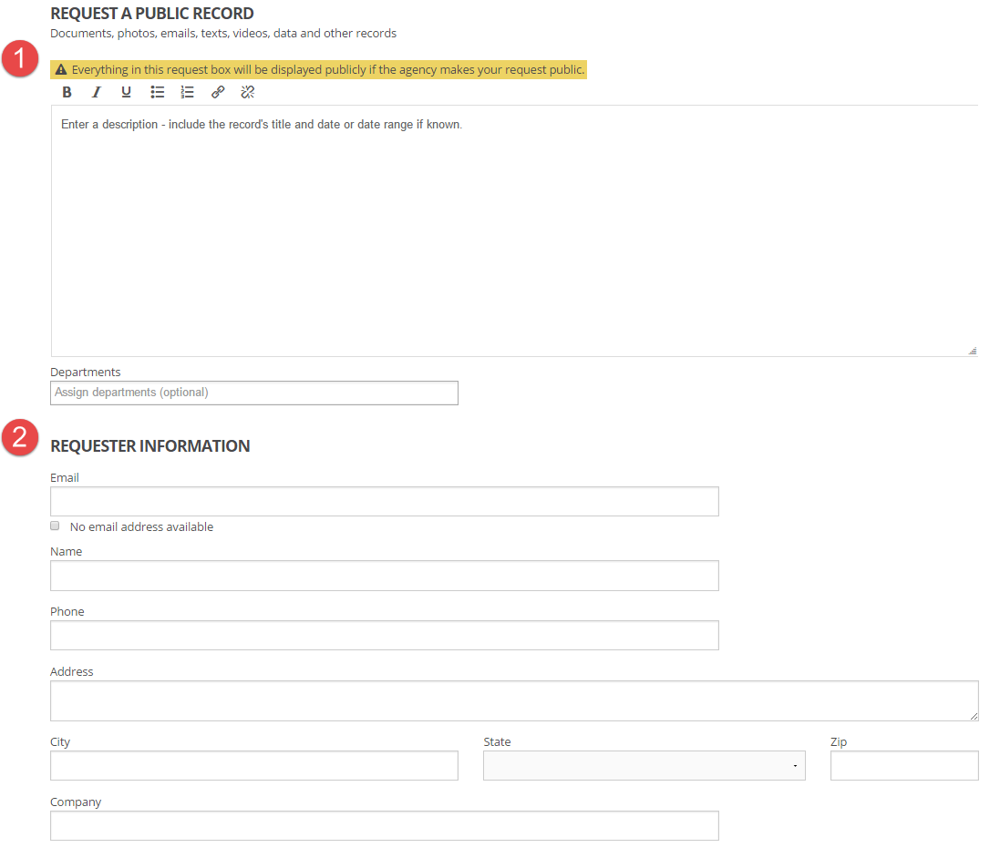 REQUEST A PUBLIC RECORD
Documents, photos, emails, texts, videos, data and other records
1
Everything in this request box will be displayed publicly if the agency makes your request public.
B I U
Enter a description - include the record's title and date or date range if known.
Departments
Assign departments (optional)
2
REQUESTER INFORMATION
Email
No email address available
Name
Phone
Address
City State Zip
Company